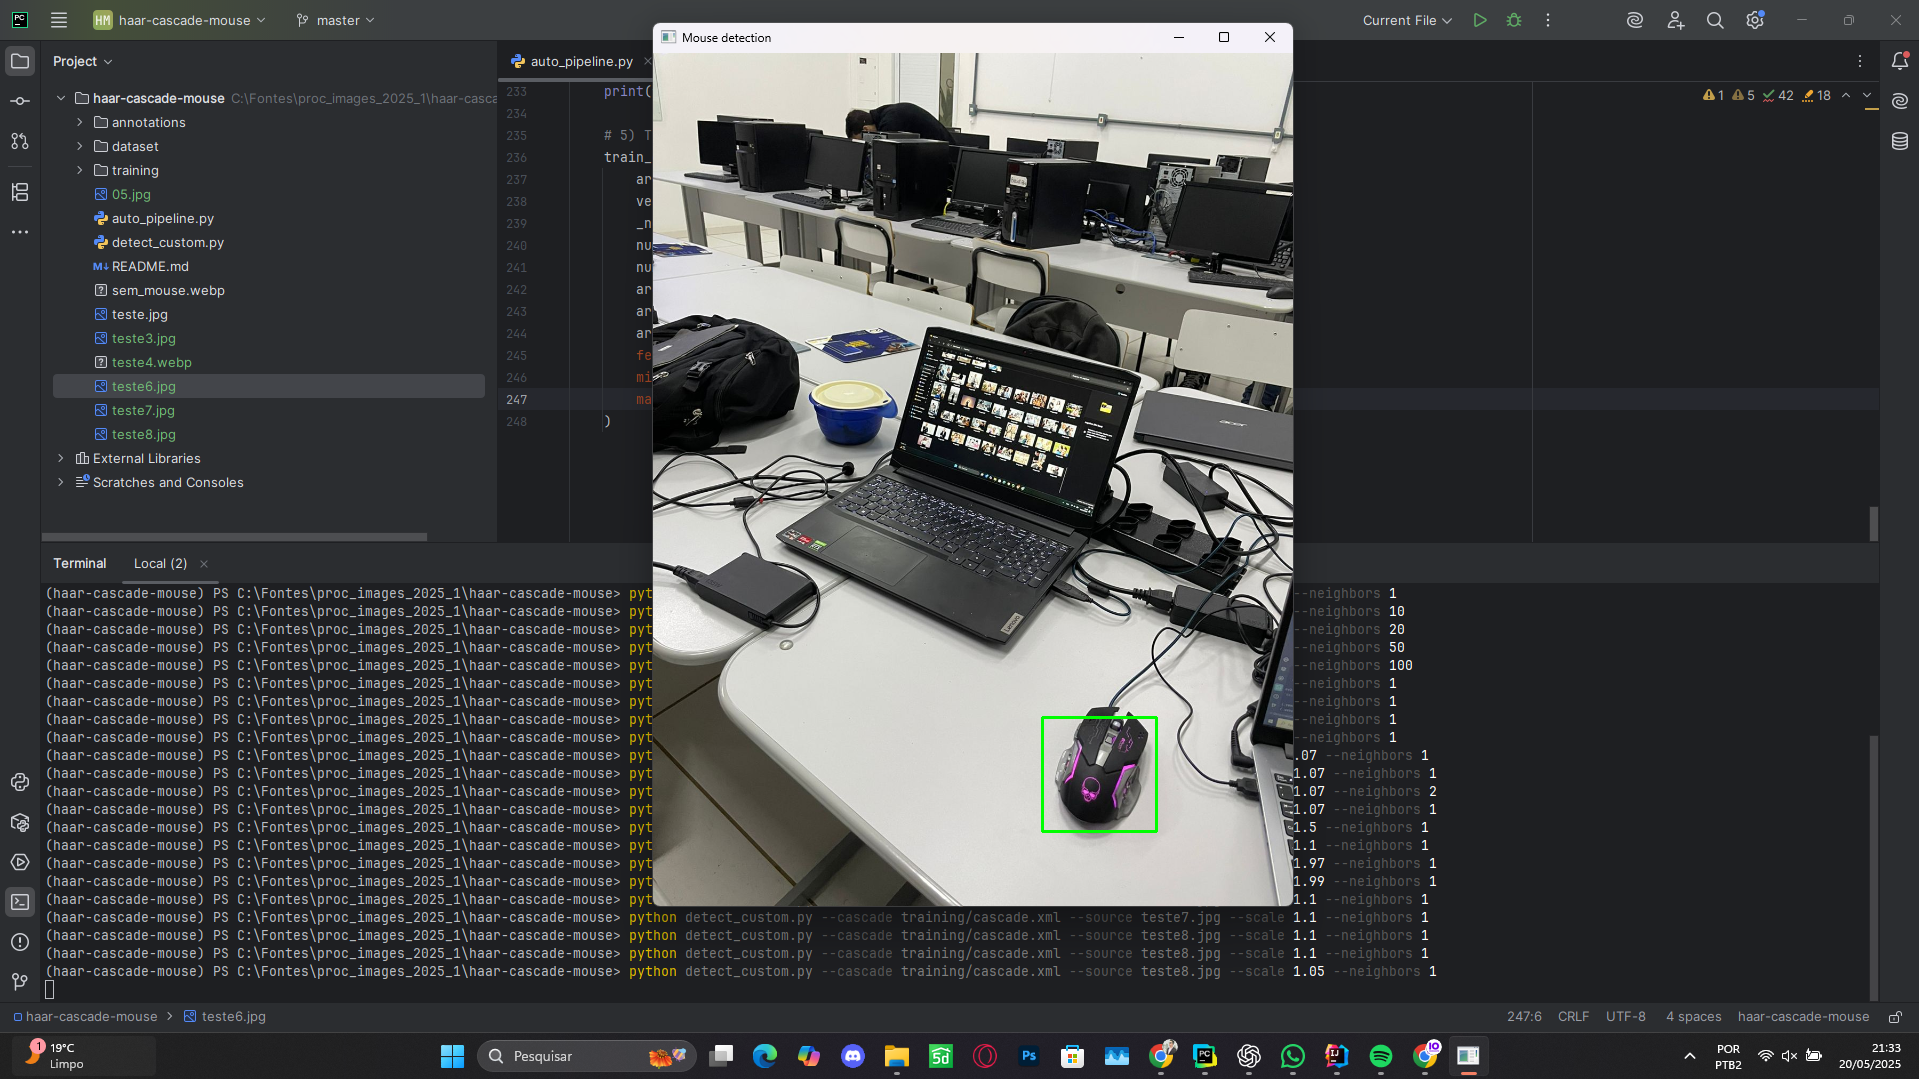 HM haar-cascade-mouse master
Current File
Project
haar-cascade-mouse C:\Fontes\proc_images_2025_1\haar-casca
annotations
dataset
training
05.jpg
auto_pipeline.py
detect_custom.py
README.md
sem_mouse.webp
teste.jpg
teste3.jpg
teste4.webp
teste6.jpg
teste7.jpg
teste8.jpg
External Libraries
Scratches and Consoles
auto_pipeline.py
1 5 42 18
233 print(
234
235 # 5) T
236 train_
237 ar
238 ve
239 _n
240 nu
241 nu
242 ar
243 ar
244 ar
245 fe
246 mi
247 ma
248 )
Mouse detection
acer
Lenovo
Terminal Local (2)
(haar-cascade-mouse) PS C:\Fontes\proc_images_2025_1\haar-cascade-mouse> pyt --neighbors 1
(haar-cascade-mouse) PS C:\Fontes\proc_images_2025_1\haar-cascade-mouse> pyt --neighbors 10
(haar-cascade-mouse) PS C:\Fontes\proc_images_2025_1\haar-cascade-mouse> pyt --neighbors 20
(haar-cascade-mouse) PS C:\Fontes\proc_images_2025_1\haar-cascade-mouse> pyt --neighbors 50
(haar-cascade-mouse) PS C:\Fontes\proc_images_2025_1\haar-cascade-mouse> pyt --neighbors 100
(haar-cascade-mouse) PS C:\Fontes\proc_images_2025_1\haar-cascade-mouse> pyt --neighbors 1
(haar-cascade-mouse) PS C:\Fontes\proc_images_2025_1\haar-cascade-mouse> pyt --neighbors 1
(haar-cascade-mouse) PS C:\Fontes\proc_images_2025_1\haar-cascade-mouse> pyt --neighbors 1
(haar-cascade-mouse) PS C:\Fontes\proc_images_2025_1\haar-cascade-mouse> pyt --neighbors 1
(haar-cascade-mouse) PS C:\Fontes\proc_images_2025_1\haar-cascade-mouse> pyt .07 --neighbors 1
(haar-cascade-mouse) PS C:\Fontes\proc_images_2025_1\haar-cascade-mouse> pyt 1.07 --neighbors 1
(haar-cascade-mouse) PS C:\Fontes\proc_images_2025_1\haar-cascade-mouse> pyt 1.07 --neighbors 2
(haar-cascade-mouse) PS C:\Fontes\proc_images_2025_1\haar-cascade-mouse> pyt 1.07 --neighbors 1
(haar-cascade-mouse) PS C:\Fontes\proc_images_2025_1\haar-cascade-mouse> pyt 1.5 --neighbors 1
(haar-cascade-mouse) PS C:\Fontes\proc_images_2025_1\haar-cascade-mouse> pyt 1.1 --neighbors 1
(haar-cascade-mouse) PS C:\Fontes\proc_images_2025_1\haar-cascade-mouse> pyt 1.97 --neighbors 1
(haar-cascade-mouse) PS C:\Fontes\proc_images_2025_1\haar-cascade-mouse> pyt 1.99 --neighbors 1
(haar-cascade-mouse) PS C:\Fontes\proc_images_2025_1\haar-cascade-mouse> pyt 1.1 --neighbors 1
(haar-cascade-mouse) PS C:\Fontes\proc_images_2025_1\haar-cascade-mouse> python detect_custom.py --cascade training/cascade.xml --source teste7.jpg --scale 1.1 --neighbors 1
(haar-cascade-mouse) PS C:\Fontes\proc_images_2025_1\haar-cascade-mouse> python detect_custom.py --cascade training/cascade.xml --source teste8.jpg --scale 1.1 --neighbors 1
(haar-cascade-mouse) PS C:\Fontes\proc_images_2025_1\haar-cascade-mouse> python detect_custom.py --cascade training/cascade.xml --source teste8.jpg --scale 1.1 --neighbors 1
(haar-cascade-mouse) PS C:\Fontes\proc_images_2025_1\haar-cascade-mouse> python detect_custom.py --cascade training/cascade.xml --source teste8.jpg --scale 1.05 --neighbors 1
haar-cascade-mouse > teste6.jpg
247:6 CRLF UTF-8 4 spaces haar-cascade-mouse
1 19°C
Limpo
Pesquisar
POR
PTB2
21:33
20/05/2025